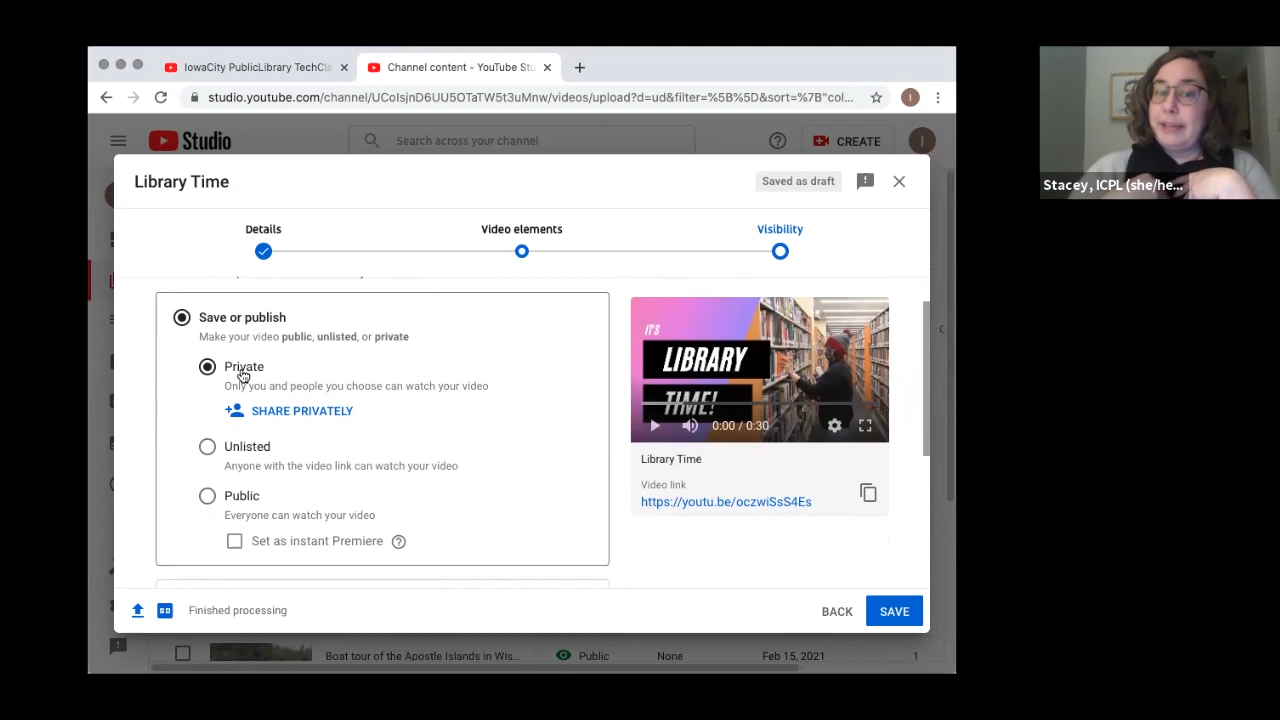 IowaCity PublicLibrary TechCla
Channel content - YouTube Stu
studio.youtube.com/channel/UCoIsjnD6UU5OTaTW5t3uMnw/videos/upload?d=ud&filter=%5B%5D&sort=%7B"col...
Studio
Search across your channel
CREATE
I
Library Time
Saved as draft
Details
Video elements
Visibility
Save or publish
Make your video public, unlisted, or private
Private
Only you and people you choose can watch your video
SHARE PRIVATELY
Unlisted
Anyone with the video link can watch your video
Public
Everyone can watch your video
Set as instant Premiere
IT'S
LIBRARY
TIME!
0:00 / 0:30
Library Time
Video link
https://youtu.be/oczwiSsS4Es
Finished processing
BACK
SAVE
Boat tour of the Apostle Islands in Wis...
Public
None
Feb 15, 2021
1
Stacey, ICPL (she/he...